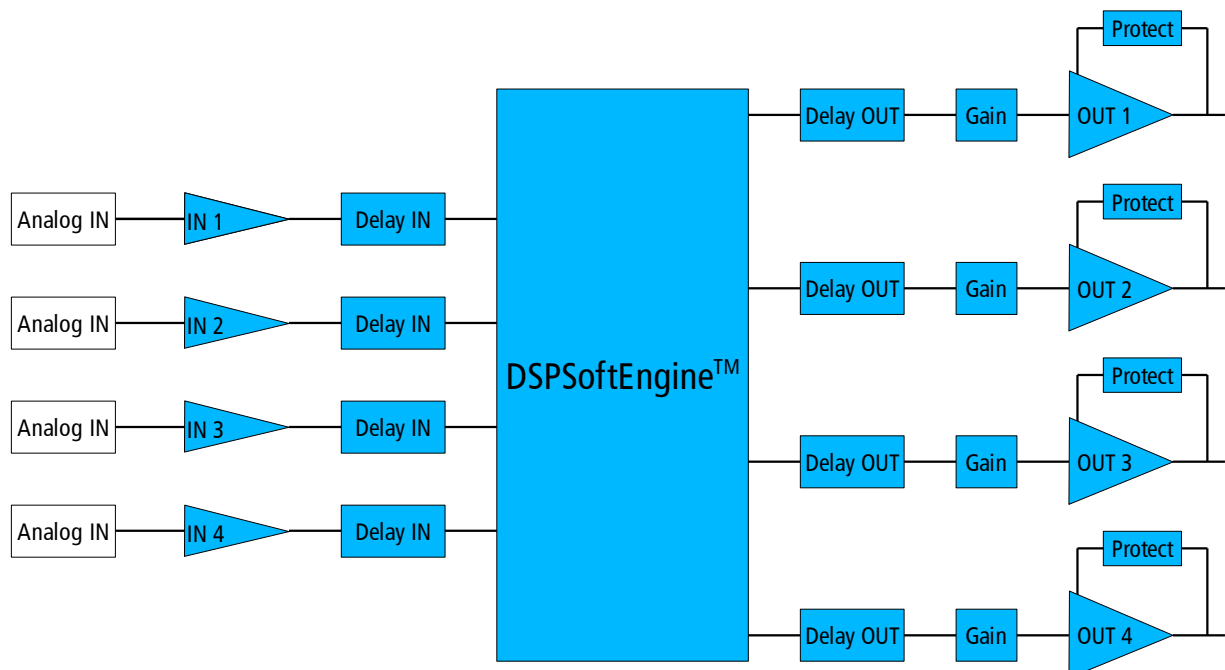 Protect
Delay OUT
Gain
OUT 1
Analog IN
IN 1
Delay IN
Protect
Delay OUT
Gain
OUT 2
Analog IN
IN 2
Delay IN
DSPSoftEngine™
Protect
Analog IN
IN 3
Delay IN
Delay OUT
Gain
OUT 3
Analog IN
IN 4
Delay IN
Protect
Delay OUT
Gain
OUT 4